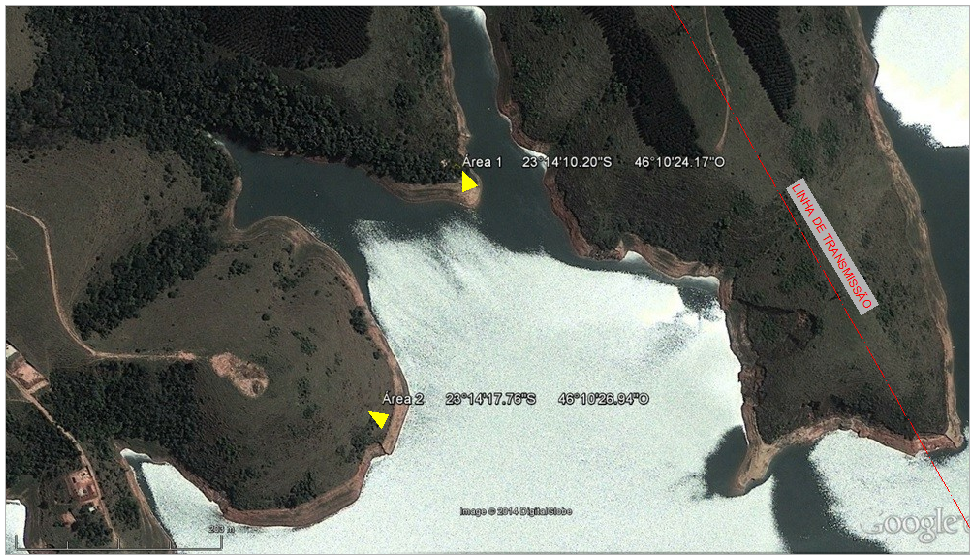 Área 1 23°14'10.20"S 46°10'24.17"O
LINHA DE TRANSMISSÃO
Área 2 23°14'17.76"S 46°10'26.94"O
Image © 2014 DigitalGlobe
203 m
Google